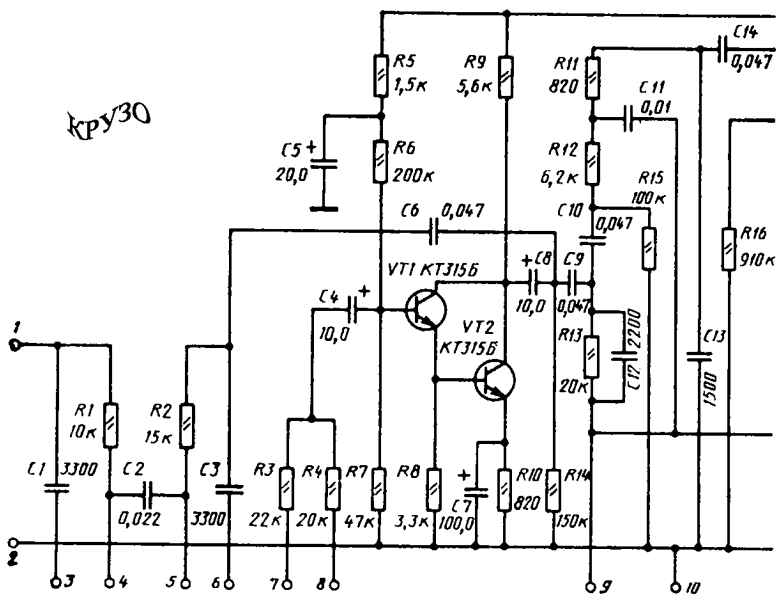 КРУЗО
R5
1,5к
R9
5,6к
R11
820
C14
0,047
C11
0,01
C5
20,0
+
R6
200к
R12
6,2к
R15
100к
C6
0,047
C10
0,047
R16
910к
VT1 КТ315Б
+
C8
10,0
C9
0,047
C4
+
10,0
VT2
КТ315Б
R13
20к
C12
2200
C13
1500
1
R1
10к
R2
15к
C1
3300
C2
0,022
C3
3300
R3
22к
R4
20к
R7
47к
R8
3,3к
+
C7
100,0
R10
820
R14
150к
2
3
4
5
6
7
8
9
10